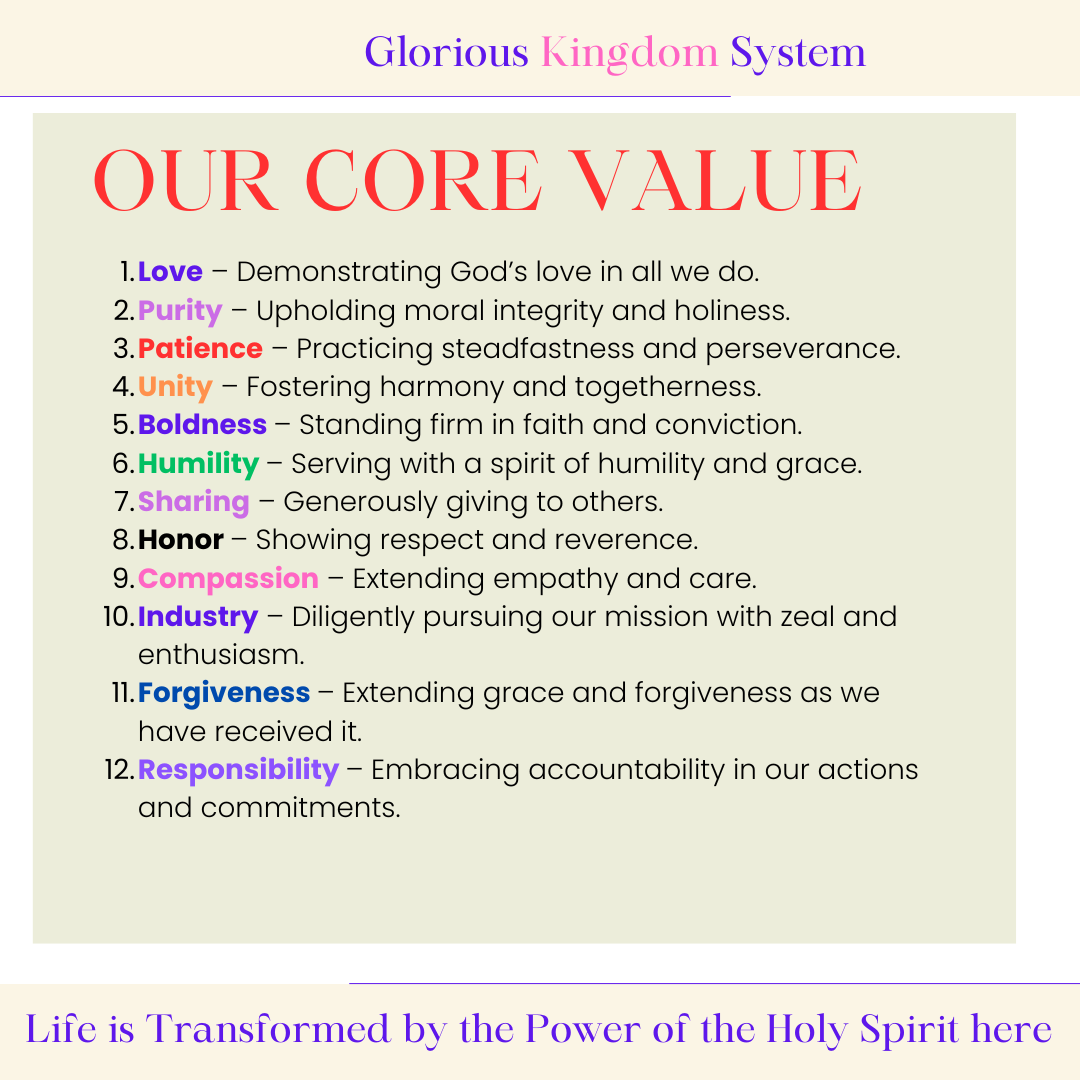 Glorious Kingdom System
OUR CORE VALUE
1. Love – Demonstrating God’s love in all we do.
2. Purity – Upholding moral integrity and holiness.
3. Patience – Practicing steadfastness and perseverance.
4. Unity – Fostering harmony and togetherness.
5. Boldness – Standing firm in faith and conviction.
6. Humility – Serving with a spirit of humility and grace.
7. Sharing – Generously giving to others.
8. Honor – Showing respect and reverence.
9. Compassion – Extending empathy and care.
10. Industry – Diligently pursuing our mission with zeal and
enthusiasm.
11. Forgiveness – Extending grace and forgiveness as we
have received it.
12. Responsibility – Embracing accountability in our actions
and commitments.
Life is Transformed by the Power of the Holy Spirit here